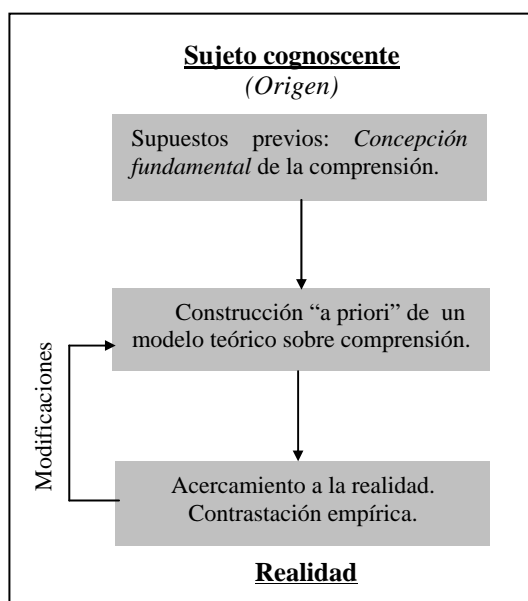 Sujeto cognoscente
(Origen)
Supuestos previos: Concepción
fundamental de la comprensión.
Construcción “a priori” de un
modelo teórico sobre comprensión.
Modificaciones
Acercamiento a la realidad.
Contrastación empírica.
Realidad